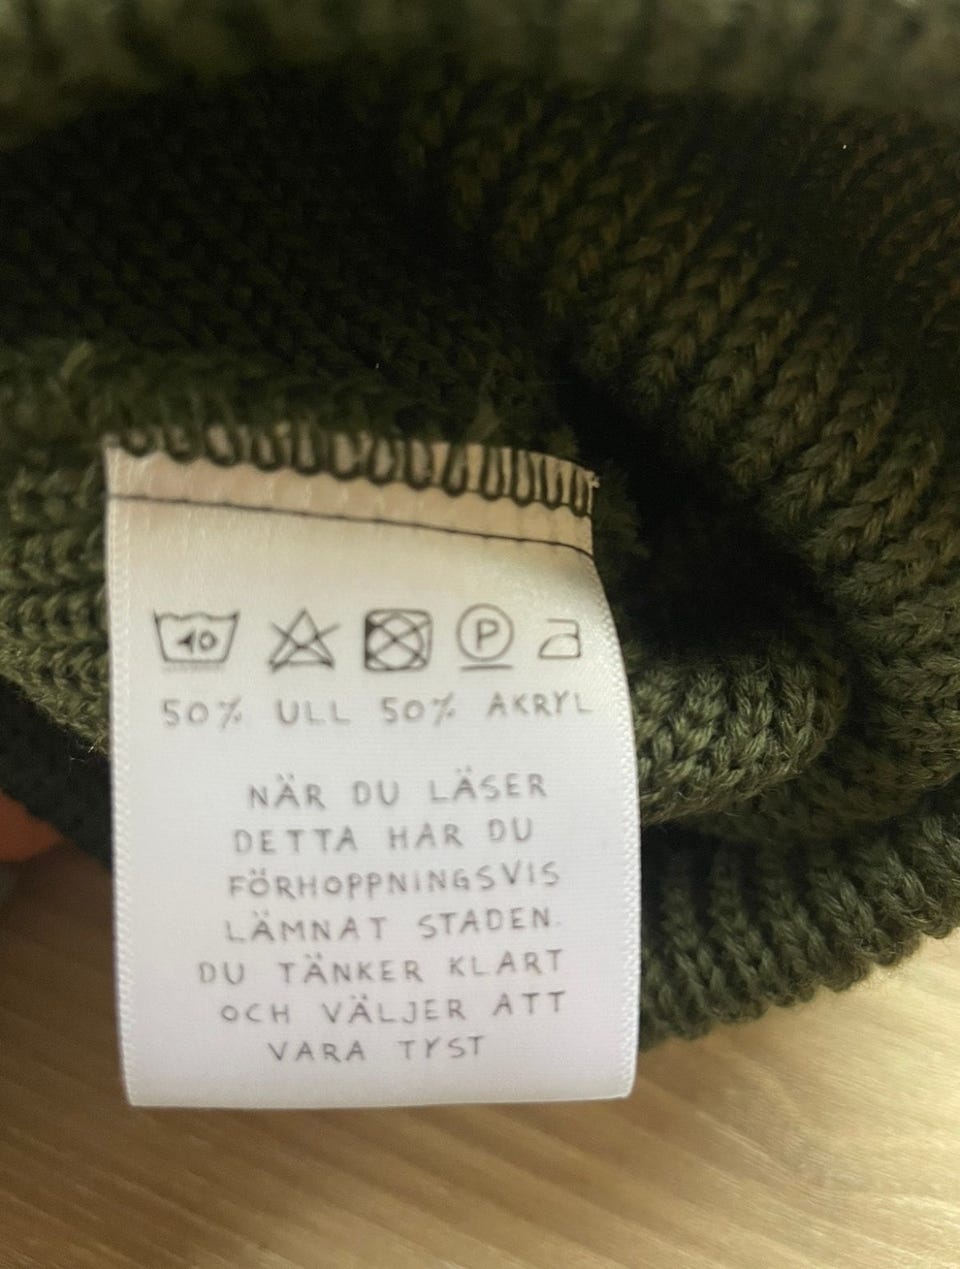 40 P
50% ULL 50% AKRYL
NÄR DU LÄSER
DETTA HAR DU
FÖRHOPPNINGSVIS
LÄMNAT STADEN.
DU TÄNKER KLART
OCH VÄLJER ATT
VARA TYST